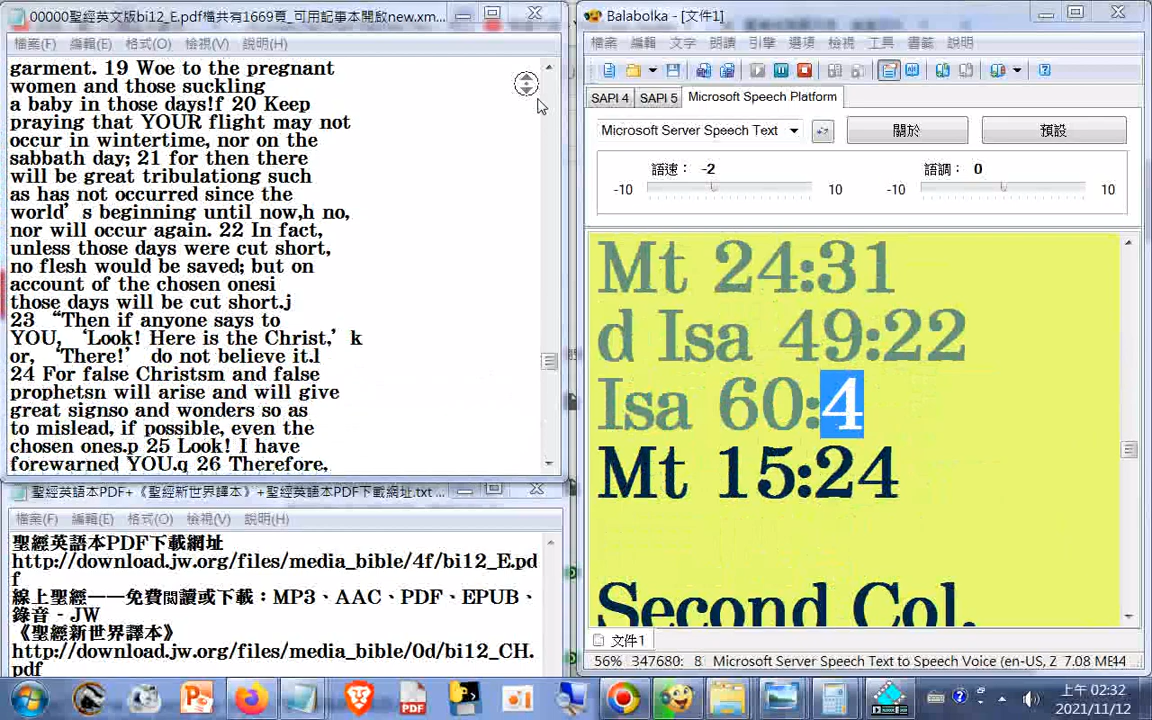 00000聖經英文版bi12_E.pdf檔共有1669頁_可用記事本開啟new.xm...
檔案(F) 編輯(E) 格式(O) 檢視(V) 說明(H)
garment. 19 Woe to the pregnant
women and those suckling
a baby in those days!f 20 Keep
praying that YOUR flight may not
occur in wintertime, nor on the
sabbath day; 21 for then there
will be great tribulationg such
as has not occurred since the
world’s beginning until now,h no,
nor will occur again. 22 In fact,
unless those days were cut short,
no flesh would be saved; but on
account of the chosen onesi
those days will be cut short.j
23 “Then if anyone says to
YOU, ‘Look! Here is the Christ,’ k
or, ‘There!’ do not believe it.l
24 For false Christsm and false
prophetsn will arise and will give
great signso and wonders so as
to mislead, if possible, even the
chosen ones.p 25 Look! I have
forewarned YOU.q 26 Therefore,
聖經英語本PDF+《聖經新世界譯本》+聖經英語本PDF下載網址.txt ...
檔案(F) 編輯(E) 格式(O) 檢視(V) 說明(H)
聖經英語本PDF下載網址
http://download.jw.org/files/media_bible/4f/bi12_E.pd
f
線上聖經——免費閱讀或下載：MP3、AAC、PDF、EPUB、
錄音 - JW
《聖經新世界譯本》
http://download.jw.org/files/media_bible/0d/bi12_CH.
pdf
Balabolka - [文件1]
檔案 編輯 文字 朗讀 引擎 選項 檢視 工具 書籤 說明
SAPI 4 SAPI 5 Microsoft Speech Platform
Microsoft Server Speech Text 關於 預設
語速： -2 語調： 0
-10 10 -10 10
Mt 24:31
d Isa 49:22
Isa 60:4
Mt 15:24
Second Col.
文件1
56% 347680: 8 Microsoft Server Speech Text to Speech Voice (en-US, Z 7.08 ME44
PDF
上午 02:32
2021/11/12